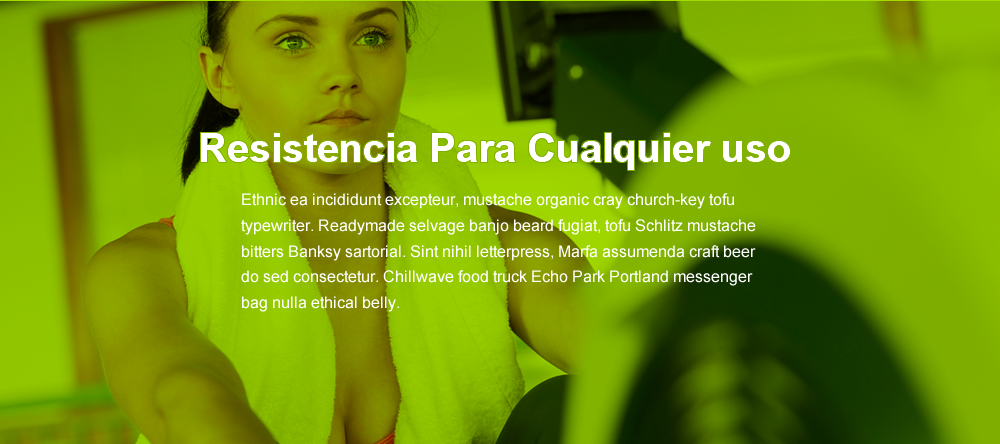 Resistencia Para Cualquier uso
Ethnic ea incididunt excepteur, mustache organic cray church-key tofu
typewriter. Readymade selvage banjo beard fugiat, tofu Schlitz mustache
bitters Banksy sartorial. Sint nihil letterpress, Marfa assumenda craft beer
do sed consectetur. Chillwave food truck Echo Park Portland messenger
bag nulla ethical belly.